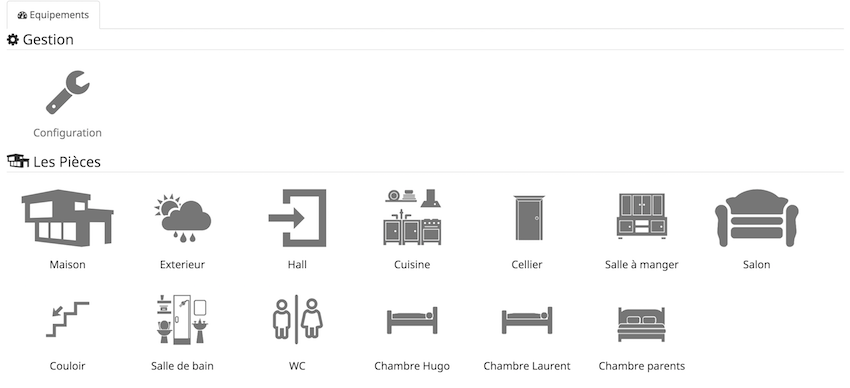 Equipements
Gestion
Configuration
Les Pièces
Maison Exterieur Hall Cuisine Cellier Salle à manger Salon
Couloir Salle de bain WC Chambre Hugo Chambre Laurent Chambre parents